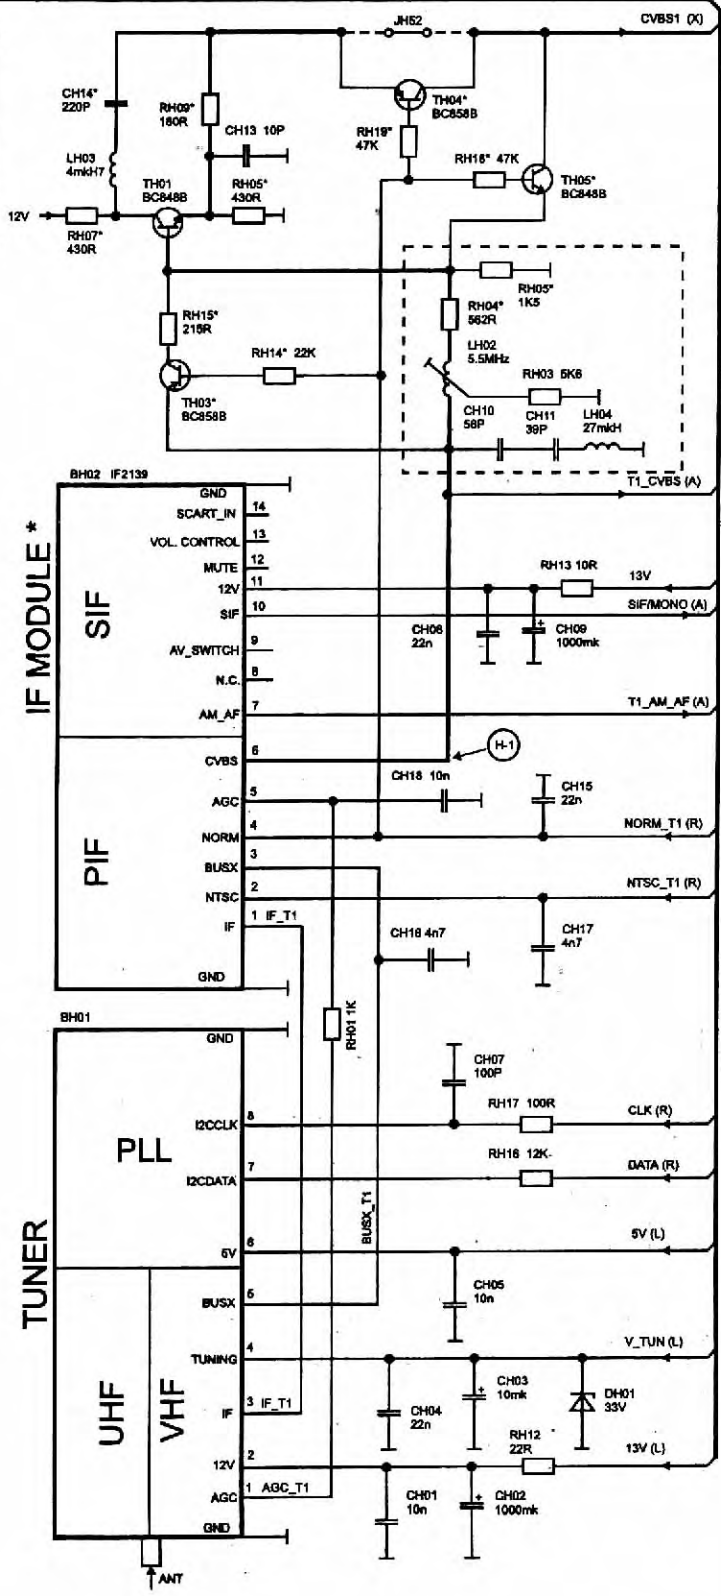 CVBS1 (X)
JH52
CH14*
220P
RH09*
180R
TH04*
BC858B
CH13 10P
RH19*
47K
LH03
4mkH7
TH01
BC848B
RH05*
430R
RH18* 47K
TH05*
BC848B
12V
RH07*
430R
RH05*
1K5
RH04*
562R
RH15*
215R
LH02
5.5MHz
RH14* 22K
RH03 5K6
TH03*
BC858B
CH10
56P
CH11
39P
LH04
27mkH
BH02 IF2139
T1_CVBS (A)
GND
SCART_IN 14
VOL. CONTROL 13
MUTE 12
12V 11
SIF 10
AV_SWITCH 9
N.C. 8
AM_AF 7
CVBS 6
AGC 5
NORM 4
BUSX 3
NTSC 2
IF 1 IF_T1
GND
IF MODULE *
SIF
PIF
RH13 10R
13V
SIF/MONO (A)
CH08
22n
CH09
1000mk
T1_AM_AF (A)
H-1
CH18 10n
CH15
22n
NORM_T1 (R)
NTSC_T1 (R)
CH16 4n7
CH17
4n7
RH01 1K
BH01
GND
CH07
100P
RH17 100R
CLK (R)
I2CCLK 8
PLL
RH16 12K
DATA (R)
I2CDATA 7
BUSX_T1
5V (L)
5V 6
TUNER
CH05
10n
BUSX 5
V_TUN (L)
TUNING 4
UHF
VHF
CH03
10mk
CH04
22n
DH01
33V
IF 3 IF_T1
RH12
22R
13V (L)
12V 2
AGC 1 AGC_T1
CH01
10n
CH02
1000mk
GND
ANT